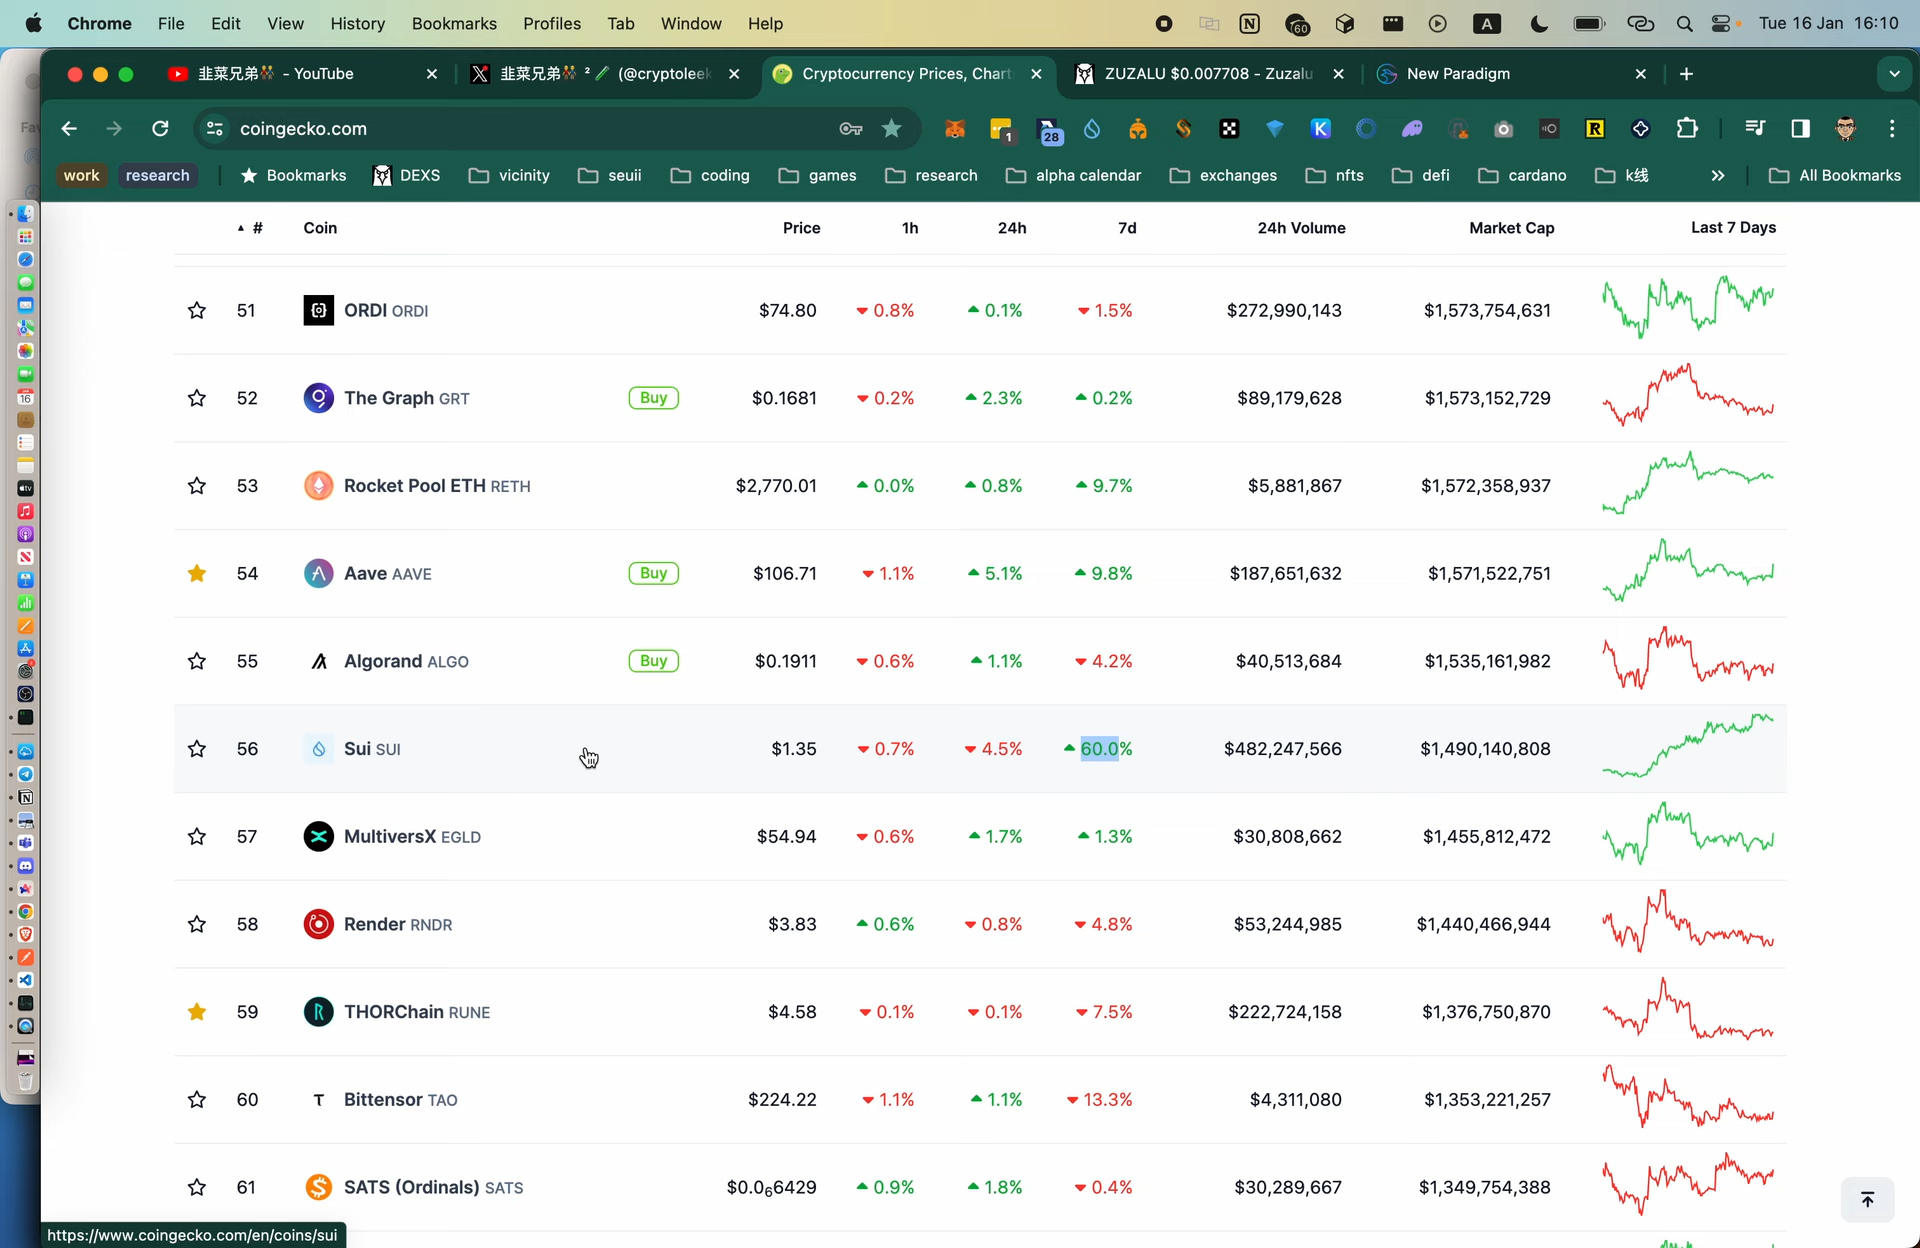 Chrome File Edit View History Bookmarks Profiles Tab Window Help 60 A Tue 16 Jan 16:10
韭菜兄弟 - YouTube 韭菜兄弟 ² (@cryptoleek Cryptocurrency Prices, Chart ZUZALU $0.007708 - Zuzalu New Paradigm
coingecko.com 1 28
work research Bookmarks DEXS vicinity seuii coding games research alpha calendar exchanges nfts defi cardano k线 » All Bookmarks
# Coin Price 1h 24h 7d 24h Volume Market Cap Last 7 Days
51 ORDI ORDI $74.80 0.8% 0.1% 1.5% $272,990,143 $1,573,754,631
52 The Graph GRT Buy $0.1681 0.2% 2.3% 0.2% $89,179,628 $1,573,152,729
53 Rocket Pool ETH RETH $2,770.01 0.0% 0.8% 9.7% $5,881,867 $1,572,358,937
54 Aave AAVE Buy $106.71 1.1% 5.1% 9.8% $187,651,632 $1,571,522,751
55 Algorand ALGO Buy $0.1911 0.6% 1.1% 4.2% $40,513,684 $1,535,161,982
56 Sui SUI $1.35 0.7% 4.5% 60.0% $482,247,566 $1,490,140,808
57 MultiversX EGLD $54.94 0.6% 1.7% 1.3% $30,808,662 $1,455,812,472
58 Render RNDR $3.83 0.6% 0.8% 4.8% $53,244,985 $1,440,466,944
59 THORChain RUNE $4.58 0.1% 0.1% 7.5% $222,724,158 $1,376,750,870
60 Bittensor TAO $224.22 1.1% 1.1% 13.3% $4,311,080 $1,353,221,257
61 SATS (Ordinals) SATS $0.0₆6429 0.9% 1.8% 0.4% $30,289,667 $1,349,754,388
https://www.coingecko.com/en/coins/sui